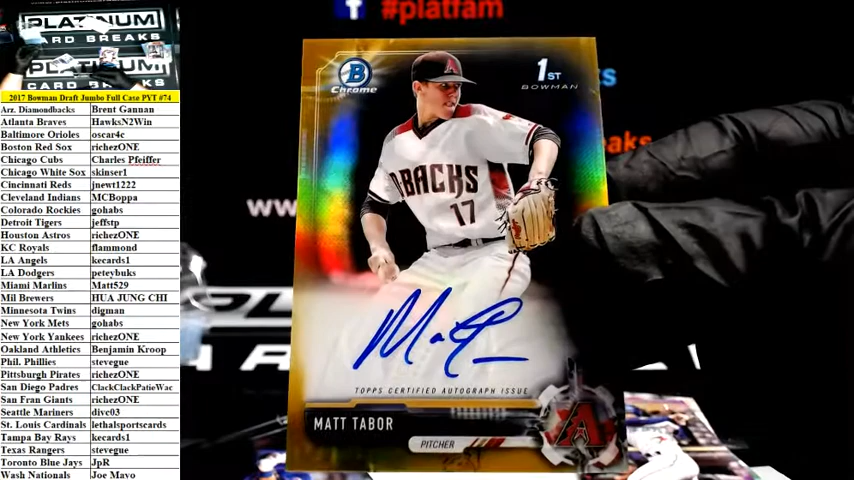 PLATINUM
CARD BREAKS
PLATINUM
CARD BREAKS
2017 Bowman Draft Jumbo Full Case PYT #74
Arz. Diamondbacks Brent Gannan
Atlanta Braves HawksN2Win
Baltimore Orioles oscar4c
Boston Red Sox richezONE
Chicago Cubs Charles Pfeiffer
Chicago White Sox skinser1
Cincinnati Reds jnewt1222
Cleveland Indians MCBoppa
Colorado Rockies gohabs
Detroit Tigers jeffstp
Houston Astros richezONE
KC Royals flammond
LA Angels kecards1
LA Dodgers peteybuks
Miami Marlins Matt529
Mil Brewers HUA JUNG CHI
Minnesota Twins digman
New York Mets gohabs
New York Yankees richezONE
Oakland Athletics Benjamin Kroop
Phil. Phillies stevegue
Pittsburgh Pirates richezONE
San Diego Padres ClackClackPatieWac
San Fran Giants richezONE
Seattle Mariners divc03
St. Louis Cardinals lethalsportscards
Tampa Bay Rays kecards1
Texas Rangers stevegue
Toronto Blue Jays JpR
Wash Nationals Joe Mayo
f #platfam
www
B Chrome
1ST
BOWMAN
A
DBACKS
17
TOPPS CERTIFIED AUTOGRAPH ISSUE
MATT TABOR
PITCHER
A